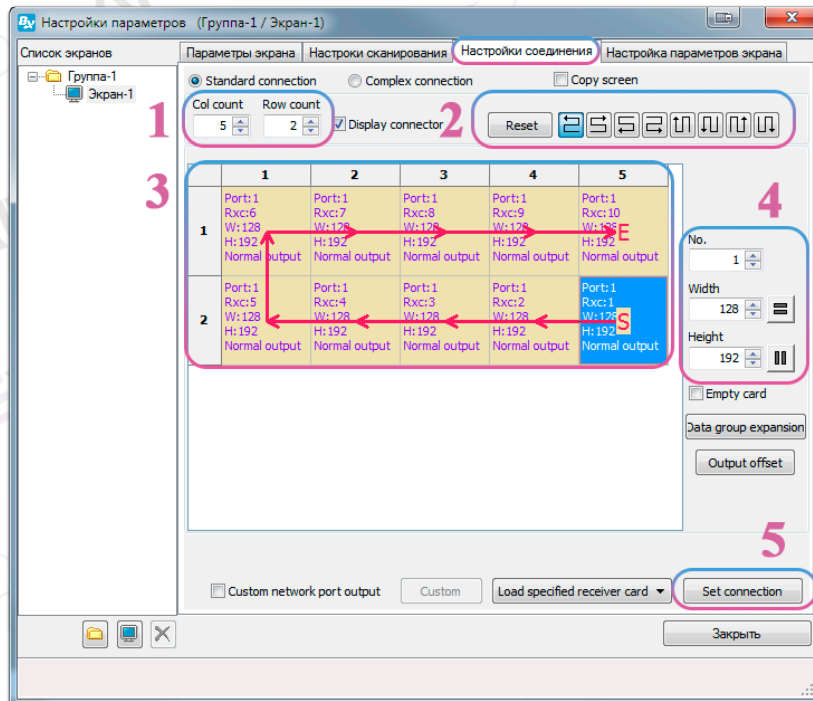 Настройки параметров (Группа-1 / Экран-1)
Список экранов
Группа-1
Экран-1
Параметры экрана
Настроки сканирования
Настройки соединения
Настройка параметров экрана
Standard connection
Complex connection
Copy screen
Col count
Row count
1
5
2
Display connector
2
Reset
3
1 2 3 4 5
1
Port:1
Rxc:6
W:128
H:192
Normal output
Port:1
Rxc:7
W:128
H:192
Normal output
Port:1
Rxc:8
W:128
H:192
Normal output
Port:1
Rxc:9
W:128
H:192
Normal output
Port:1
Rxc:10
W:128
H:192
Normal output
E
2
Port:1
Rxc:5
W:128
H:192
Normal output
Port:1
Rxc:4
W:128
H:192
Normal output
Port:1
Rxc:3
W:128
H:192
Normal output
Port:1
Rxc:2
W:128
H:192
Normal output
Port:1
Rxc:1
W:128
H:192
Normal output
S
4
No.
1
Width
128
Height
192
Empty card
Data group expansion
Output offset
5
Custom network port output
Custom
Load specified receiver card
Set connection
Закрыть